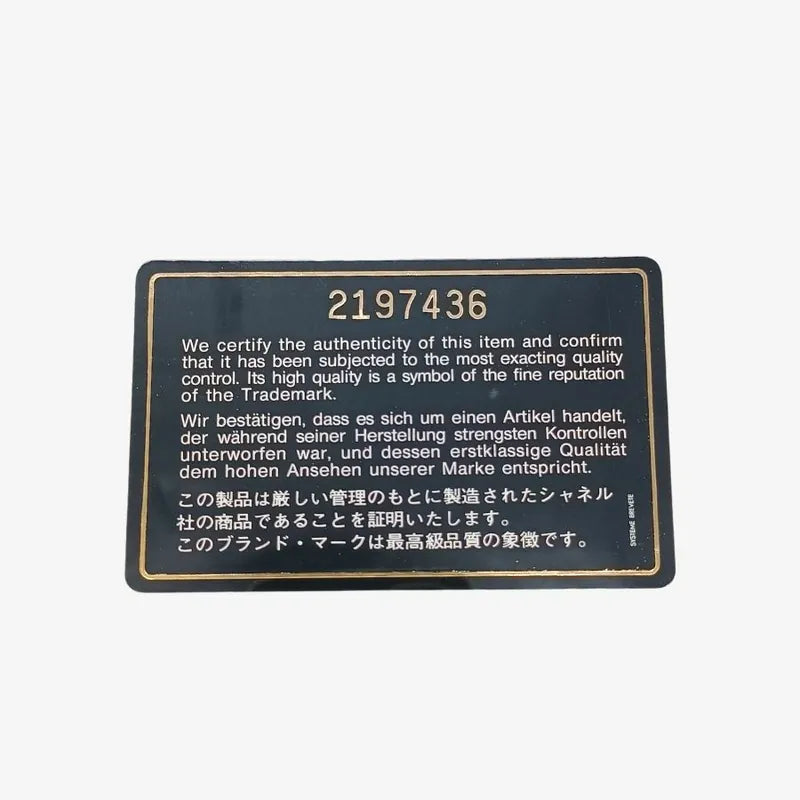 2197436
We certify the authenticity of this item and confirm
that it has been subjected to the most exacting quality
control. Its high quality is a symbol of the fine reputation
of the Trademark.
Wir bestätigen, dass es sich um einen Artikel handelt,
der während seiner Herstellung strengsten Kontrollen
unterworfen war, und dessen erstklassige Qualität
dem hohen Ansehen unserer Marke entspricht.
この製品は厳しい管理のもとに製造されたシャネル
社の商品であることを証明いたします。
このブランド・マークは最高級品質の象徴です。
SYSTEME BREVETE